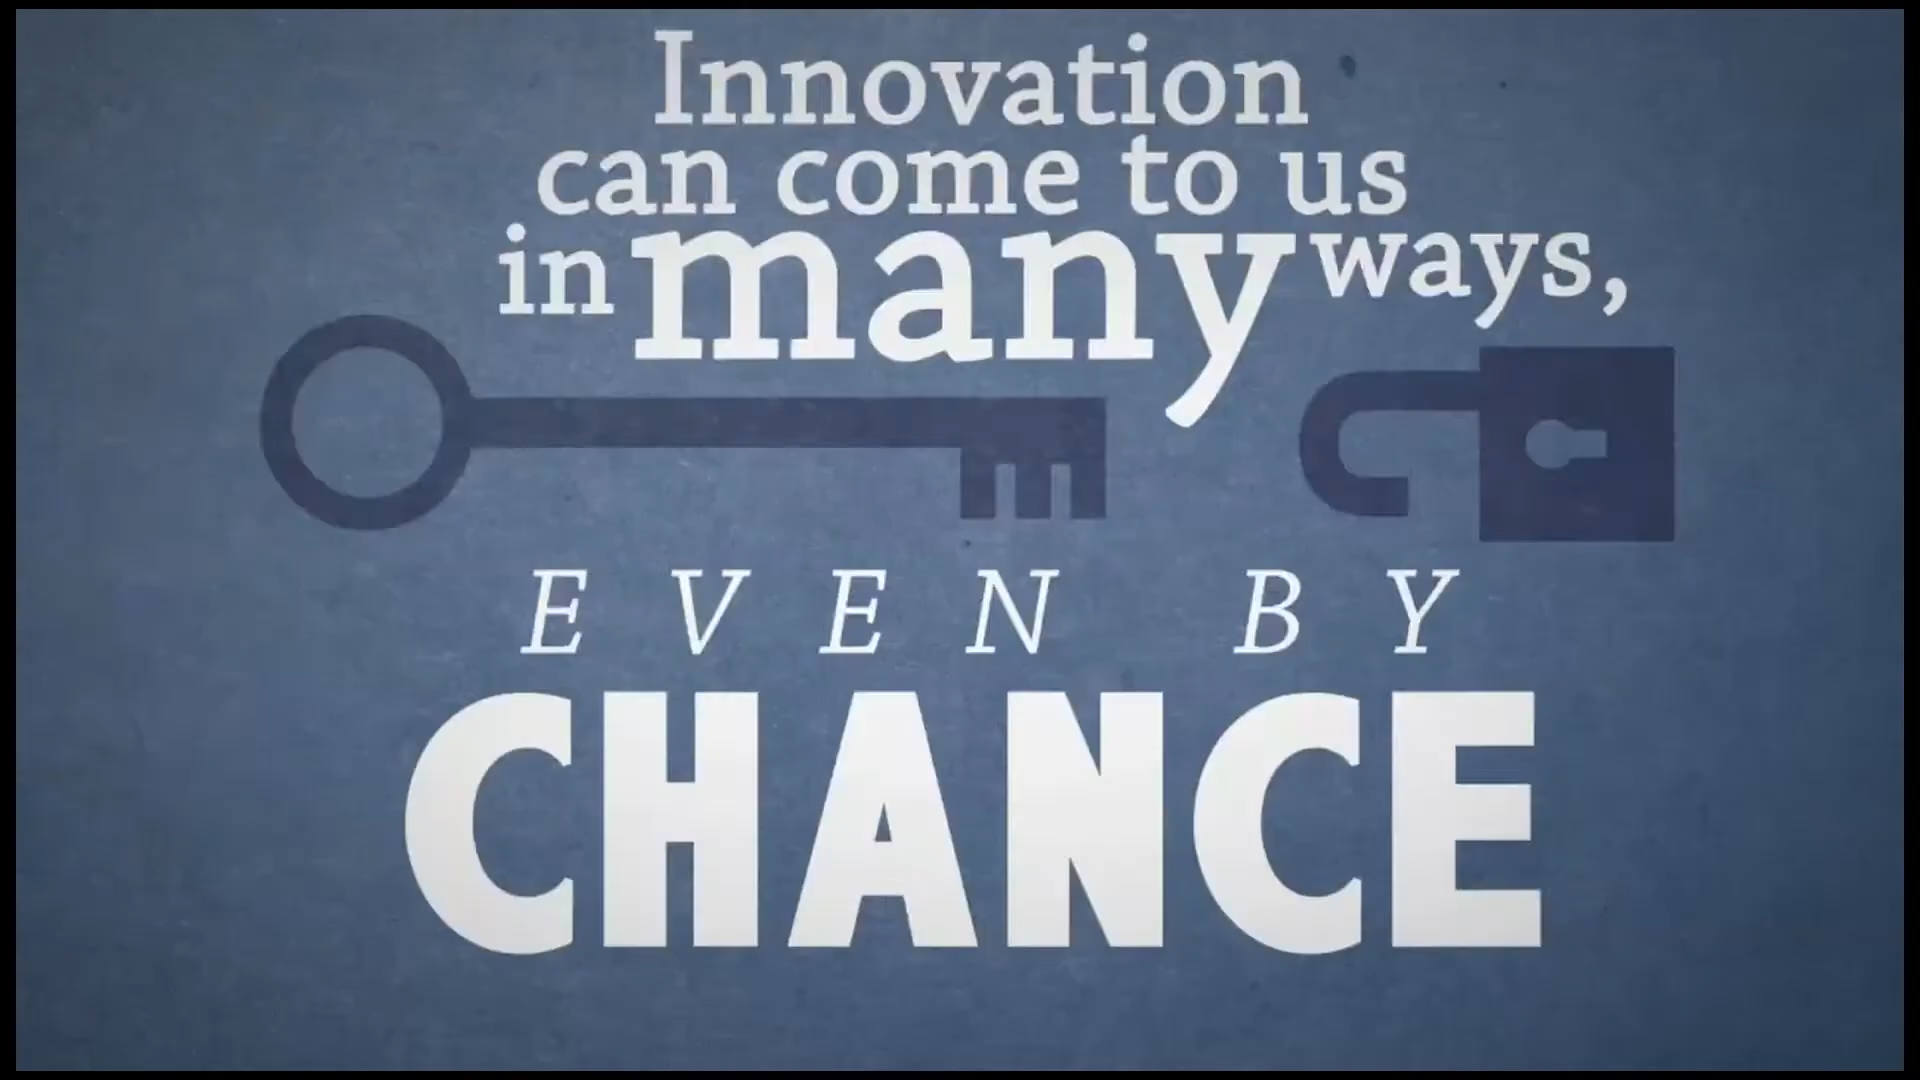 Innovation
can come to us
in many ways,
EVEN BY
CHANCE